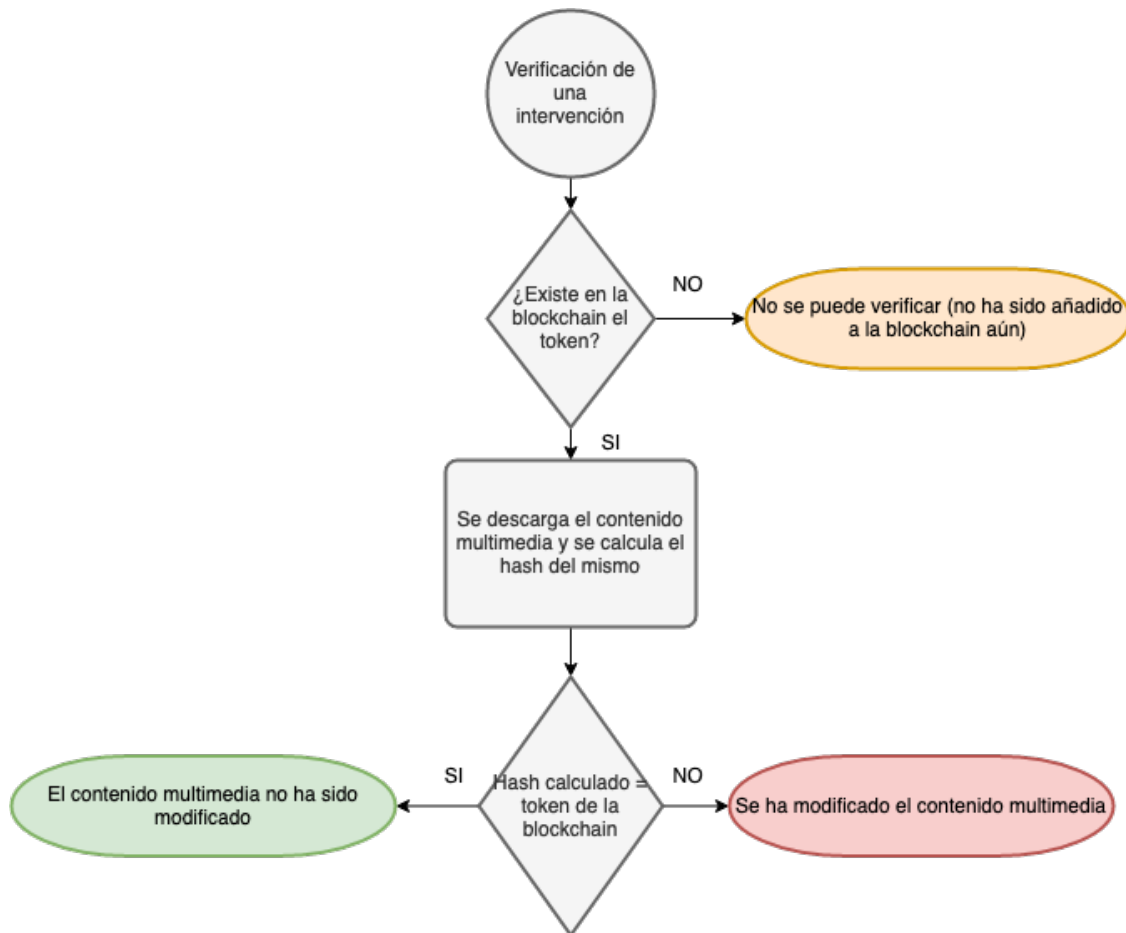 Verificación de
una
intervención
¿Existe en la
blockchain el
token?
NO
No se puede verificar (no ha sido añadido
a la blockchain aún)
SI
Se descarga el contenido
multimedia y se calcula el
hash del mismo
SI
El contenido multimedia no ha sido
modificado
Hash calculado =
token de la
blockchain
NO
Se ha modificado el contenido multimedia